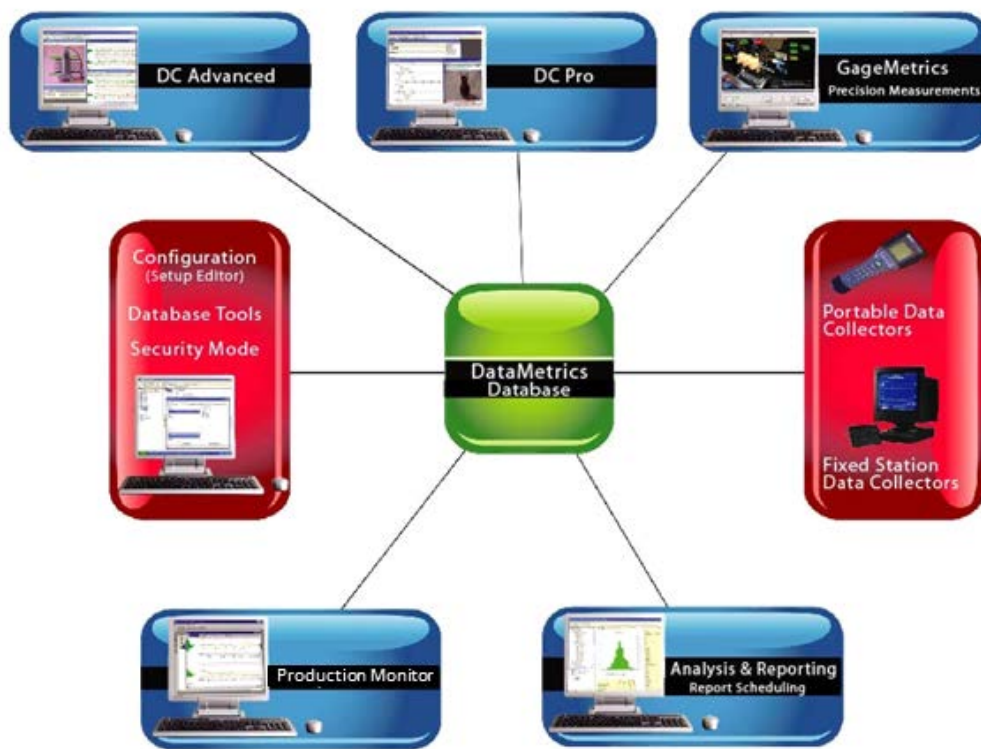 DC Advanced
DC Pro
GageMetrics
Precision Measurements
Configuration
(Setup Editor)
Database Tools
Security Mode
DataMetrics
Database
Portable Data
Collectors
Fixed Station
Data Collectors
Production Monitor
Analysis & Reporting
Report Scheduling